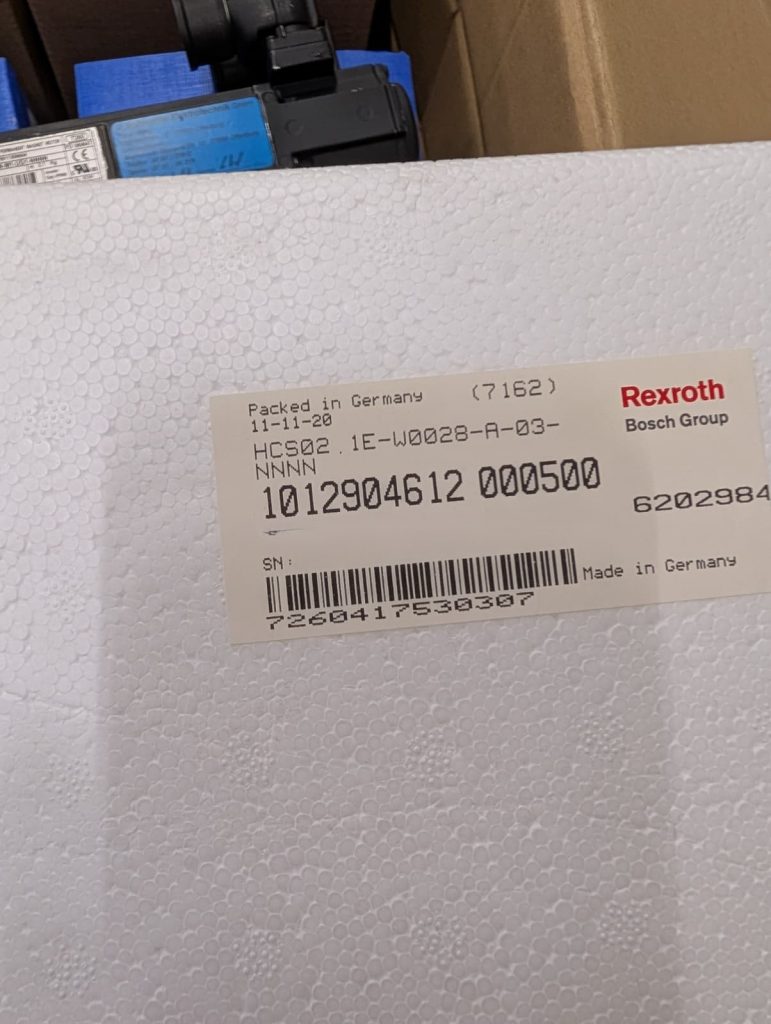 Packed in Germany (7162)
11-11-20
HCS02.1E-W0028-A-03-
NNNN
1012904612 000500
Rexroth
Bosch Group
6202984
SN:
7260417530307
Made in Germany